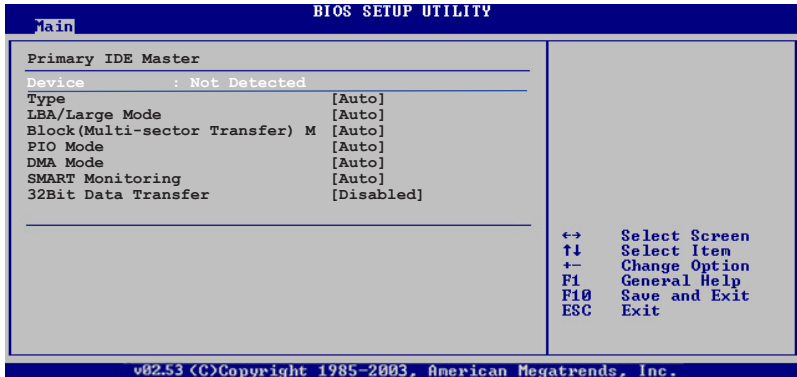 BIOS SETUP UTILITY
Main
Primary IDE Master
Device : Not Detected
Type [Auto]
LBA/Large Mode [Auto]
Block(Multi-sector Transfer) M [Auto]
PIO Mode [Auto]
DMA Mode [Auto]
SMART Monitoring [Auto]
32Bit Data Transfer [Disabled]
←→ Select Screen
↑↓ Select Item
+- Change Option
F1 General Help
F10 Save and Exit
ESC Exit
v02.53 (C)Copyright 1985-2003, American Megatrends, Inc.